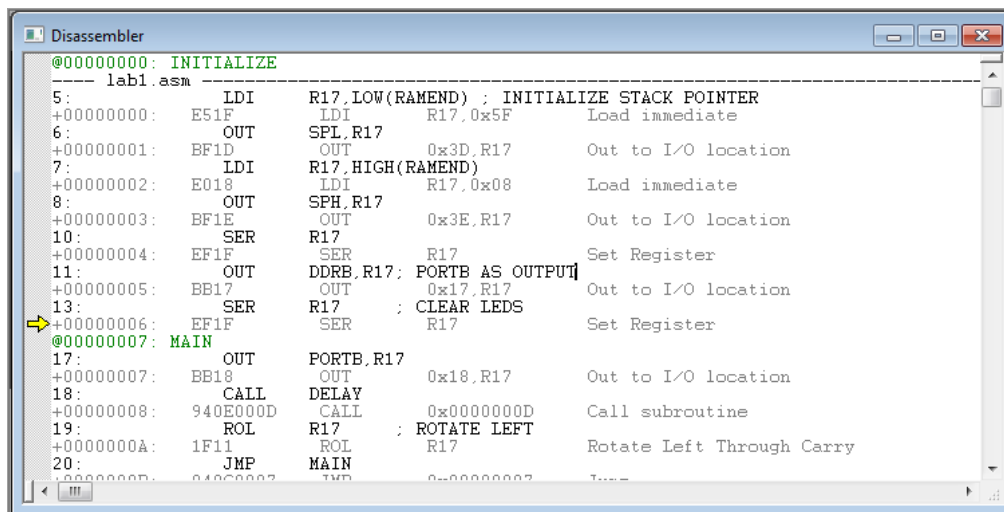 Disassembler
@00000000: INITIALIZE
---- lab1.asm ----
5: LDI R17,LOW(RAMEND) ; INITIALIZE STACK POINTER
+00000000: E51F LDI R17,0x5F Load immediate
6: OUT SPL,R17
+00000001: BF1D OUT 0x3D,R17 Out to I/O location
7: LDI R17,HIGH(RAMEND)
+00000002: E018 LDI R17,0x08 Load immediate
8: OUT SPH,R17
+00000003: BF1E OUT 0x3E,R17 Out to I/O location
10: SER R17
+00000004: EF1F SER R17 Set Register
11: OUT DDRB,R17; PORTB AS OUTPUT
+00000005: BB17 OUT 0x17,R17 Out to I/O location
13: SER R17 ; CLEAR LEDS
+00000006: EF1F SER R17 Set Register
@00000007: MAIN
17: OUT PORTB,R17
+00000007: BB18 OUT 0x18,R17 Out to I/O location
18: CALL DELAY
+00000008: 940E000D CALL 0x0000000D Call subroutine
19: ROL R17 ; ROTATE LEFT
+0000000A: 1F11 ROL R17 Rotate Left Through Carry
20: JMP MAIN